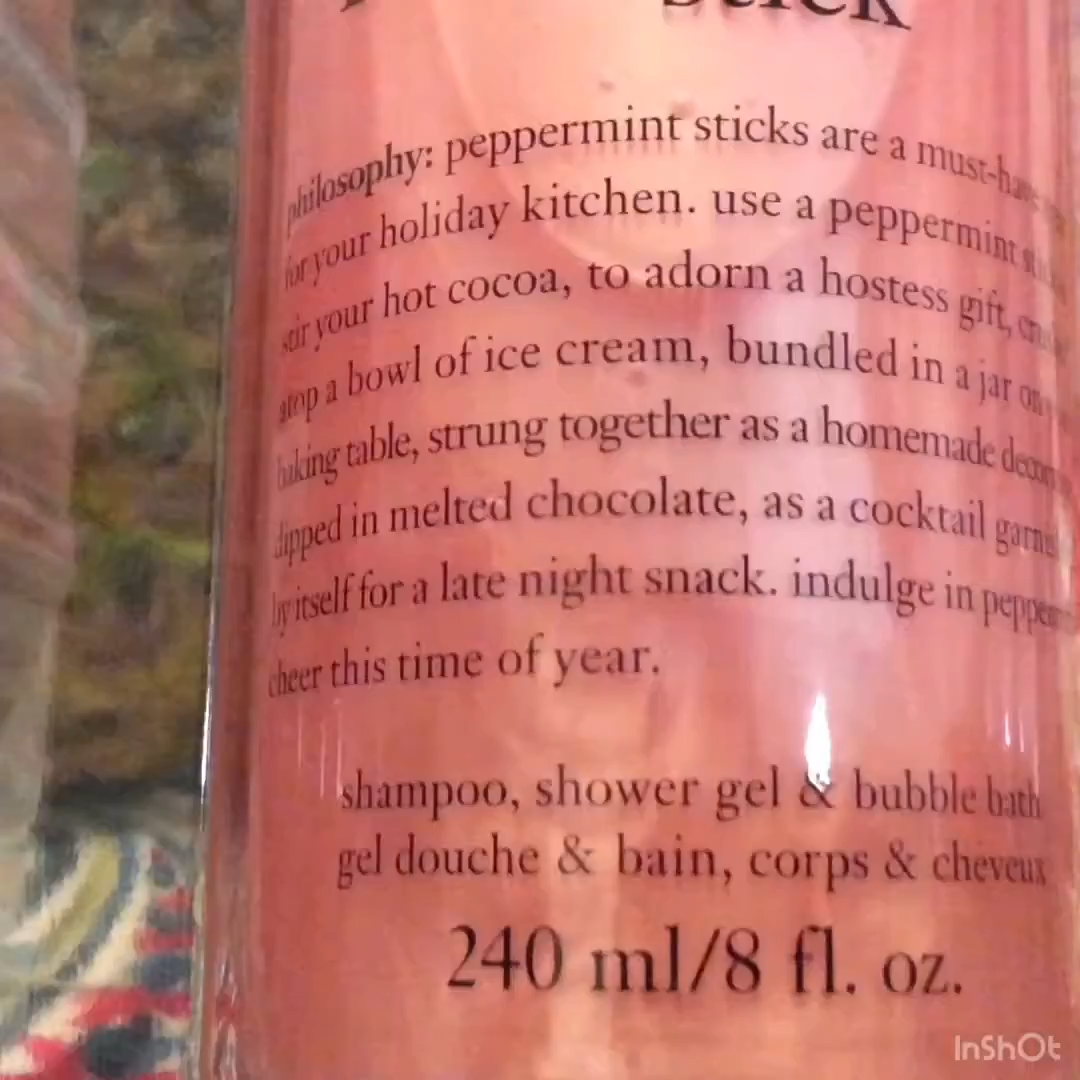 stick
philosophy: peppermint sticks are a must-have
for your holiday kitchen. use a peppermint
stir your hot cocoa, to adorn a hostess gift,
atop a bowl of ice cream, bundled in a jar on
baking table, strung together as a homemade
dipped in melted chocolate, as a cocktail
by itself for a late night snack. indulge in
cheer this time of year.
shampoo, shower gel & bubble bath
gel douche & bain, corps & cheveux
240 ml/8 fl. oz.
InShOt